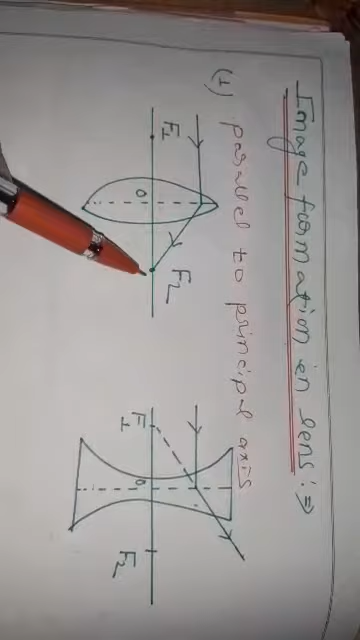 Image formation in lens :⇒
(1) parallel to principal axis
F1 O F2
F1 O F2